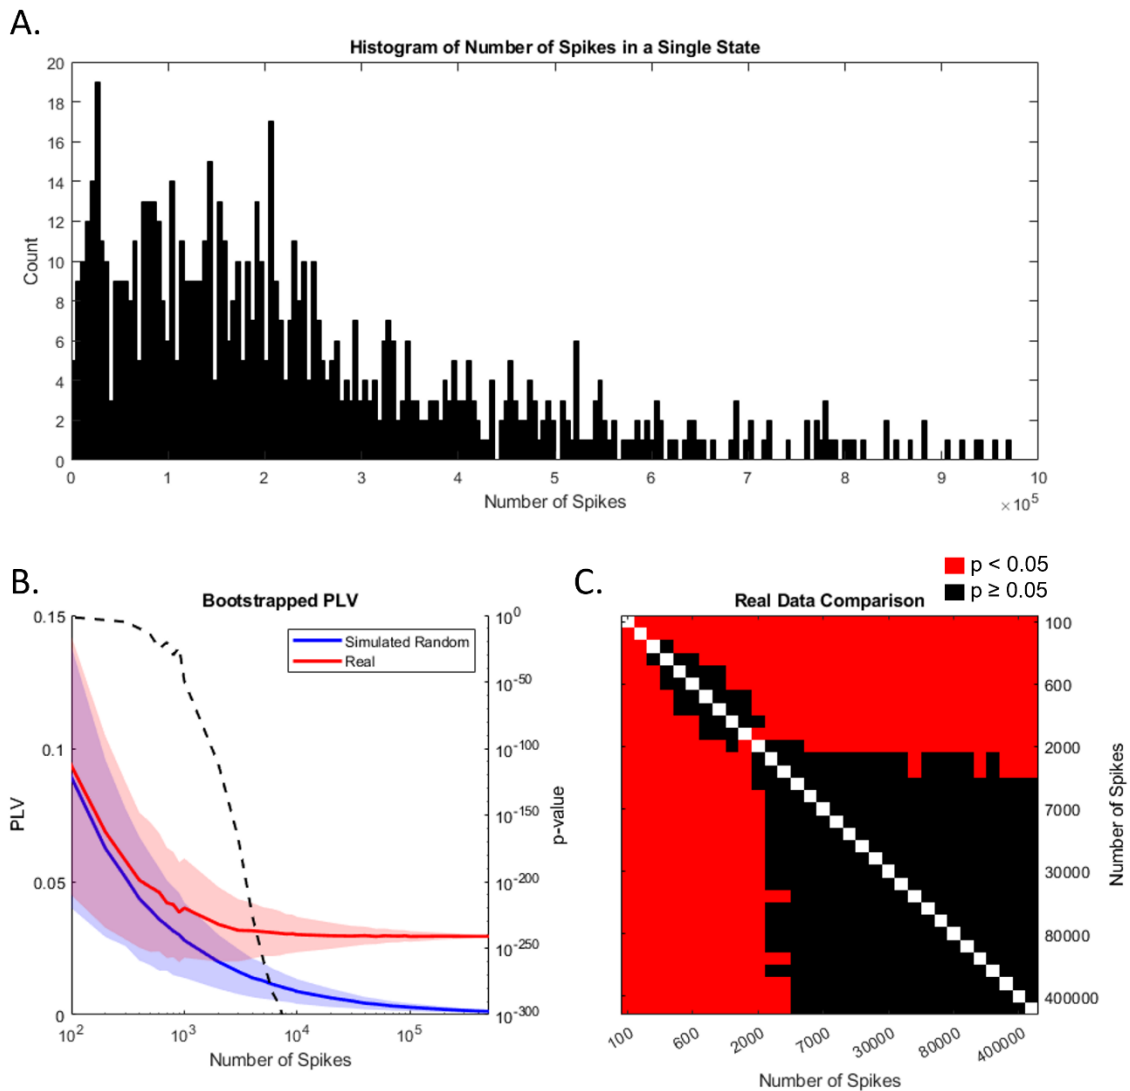 A.
Histogram of Number of Spikes in a Single State
Count
20
18
16
14
12
10
8
6
4
2
0
0 1 2 3 4 5 6 7 8 9 10
Number of Spikes
×10^5
B.
Bootstrapped PLV
Simulated Random
Real
PLV
0.15
0.1
0.05
0
10^0
10^-50
10^-100
10^-150
10^-200
10^-250
10^-300
p-value
10^2 10^3 10^4 10^5
Number of Spikes
C.
p < 0.05
p ≥ 0.05
Real Data Comparison
100
600
2000
7000
30000
80000
400000
Number of Spikes
100 600 2000 7000 30000 80000 400000
Number of Spikes